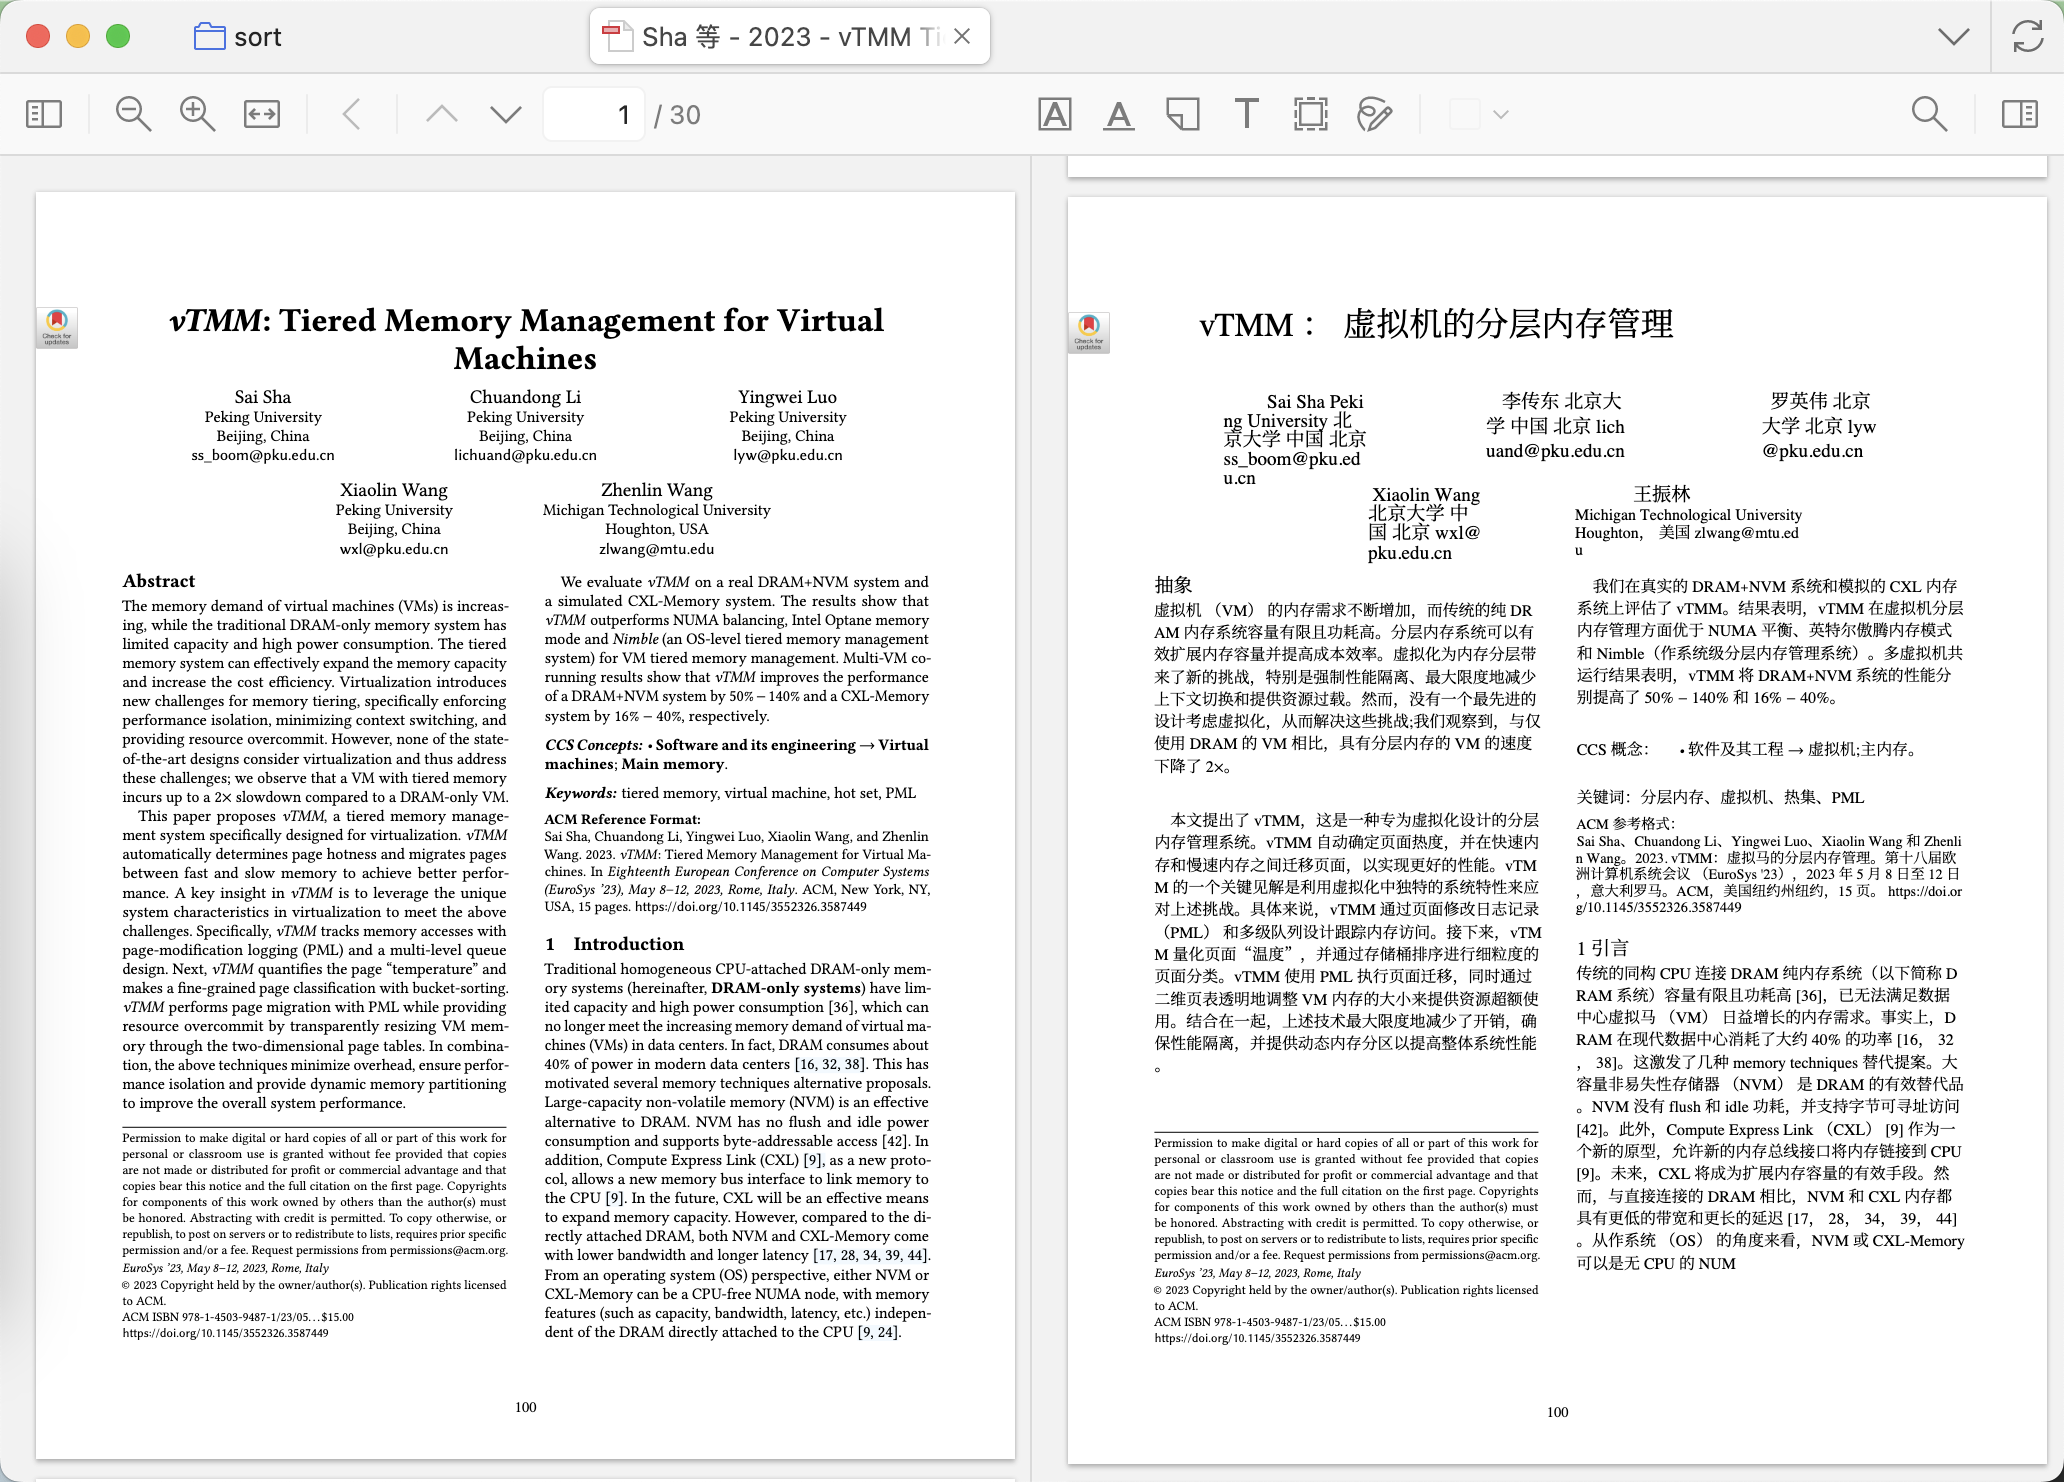 sort
Sha 等 - 2023 - vTMM Ti
1 / 30
Check for
updates
vTMM: Tiered Memory Management for Virtual
Machines
Sai Sha
Peking University
Beijing, China
ss_boom@pku.edu.cn
Chuandong Li
Peking University
Beijing, China
lichuand@pku.edu.cn
Yingwei Luo
Peking University
Beijing, China
lyw@pku.edu.cn
Xiaolin Wang
Peking University
Beijing, China
wxl@pku.edu.cn
Zhenlin Wang
Michigan Technological University
Houghton, USA
zlwang@mtu.edu
Abstract
The memory demand of virtual machines (VMs) is increas-
ing, while the traditional DRAM-only memory system has
limited capacity and high power consumption. The tiered
memory system can effectively expand the memory capacity
and increase the cost efficiency. Virtualization introduces
new challenges for memory tiering, specifically enforcing
performance isolation, minimizing context switching, and
providing resource overcommit. However, none of the state-
of-the-art designs consider virtualization and thus address
these challenges; we observe that a VM with tiered memory
incurs up to a 2× slowdown compared to a DRAM-only VM.
This paper proposes vTMM, a tiered memory manage-
ment system specifically designed for virtualization. vTMM
automatically determines page hotness and migrates pages
between fast and slow memory to achieve better perfor-
mance. A key insight in vTMM is to leverage the unique
system characteristics in virtualization to meet the above
challenges. Specifically, vTMM tracks memory accesses with
page-modification logging (PML) and a multi-level queue
design. Next, vTMM quantifies the page “temperature” and
makes a fine-grained page classification with bucket-sorting.
vTMM performs page migration with PML while providing
resource overcommit by transparently resizing VM mem-
ory through the two-dimensional page tables. In combina-
tion, the above techniques minimize overhead, ensure perfor-
mance isolation and provide dynamic memory partitioning
to improve the overall system performance.
Permission to make digital or hard copies of all or part of this work for
personal or classroom use is granted without fee provided that copies
are not made or distributed for profit or commercial advantage and that
copies bear this notice and the full citation on the first page. Copyrights
for components of this work owned by others than the author(s) must
be honored. Abstracting with credit is permitted. To copy otherwise, or
republish, to post on servers or to redistribute to lists, requires prior specific
permission and/or a fee. Request permissions from permissions@acm.org.
EuroSys ’23, May 8–12, 2023, Rome, Italy
© 2023 Copyright held by the owner/author(s). Publication rights licensed
to ACM.
ACM ISBN 978-1-4503-9487-1/23/05...$15.00
https://doi.org/10.1145/3552326.3587449
We evaluate vTMM on a real DRAM+NVM system and
a simulated CXL-Memory system. The results show that
vTMM outperforms NUMA balancing, Intel Optane memory
mode and Nimble (an OS-level tiered memory management
system) for VM tiered memory management. Multi-VM co-
running results show that vTMM improves the performance
of a DRAM+NVM system by 50% – 140% and a CXL-Memory
system by 16% – 40%, respectively.
CCS Concepts: • Software and its engineering → Virtual
machines; Main memory.
Keywords: tiered memory, virtual machine, hot set, PML
ACM Reference Format:
Sai Sha, Chuandong Li, Yingwei Luo, Xiaolin Wang, and Zhenlin
Wang. 2023. vTMM: Tiered Memory Management for Virtual Ma-
chines. In Eighteenth European Conference on Computer Systems
(EuroSys ’23), May 8–12, 2023, Rome, Italy. ACM, New York, NY,
USA, 15 pages. https://doi.org/10.1145/3552326.3587449
1 Introduction
Traditional homogeneous CPU-attached DRAM-only mem-
ory systems (hereinafter, DRAM-only systems) have lim-
ited capacity and high power consumption [36], which can
no longer meet the increasing memory demand of virtual ma-
chines (VMs) in data centers. In fact, DRAM consumes about
40% of power in modern data centers [16, 32, 38]. This has
motivated several memory techniques alternative proposals.
Large-capacity non-volatile memory (NVM) is an effective
alternative to DRAM. NVM has no flush and idle power
consumption and supports byte-addressable access [42]. In
addition, Compute Express Link (CXL) [9], as a new proto-
col, allows a new memory bus interface to link memory to
the CPU [9]. In the future, CXL will be an effective means
to expand memory capacity. However, compared to the di-
rectly attached DRAM, both NVM and CXL-Memory come
with lower bandwidth and longer latency [17, 28, 34, 39, 44].
From an operating system (OS) perspective, either NVM or
CXL-Memory can be a CPU-free NUMA node, with memory
features (such as capacity, bandwidth, latency, etc.) indepen-
dent of the DRAM directly attached to the CPU [9, 24].
100
Check for
updates
vTMM： 虚拟机的分层内存管理
Sai Sha Peki
ng University 北
京大学 中国 北京
ss_boom@pku.ed
u.cn
李传东 北京大
学 中国 北京 lich
uand@pku.edu.cn
罗英伟 北京
大学 北京 lyw
@pku.edu.cn
Xiaolin Wang
北京大学 中
国 北京 wxl@
pku.edu.cn
王振林
Michigan Technological University
Houghton， 美国 zlwang@mtu.ed
u
抽象
虚拟机 （VM） 的内存需求不断增加，而传统的纯 DR
AM 内存系统容量有限且功耗高。分层内存系统可以有
效扩展内存容量并提高成本效率。虚拟化为内存分层带
来了新的挑战，特别是强制性能隔离、最大限度地减少
上下文切换和提供资源过载。然而，没有一个最先进的
设计考虑虚拟化，从而解决这些挑战;我们观察到，与仅
使用 DRAM 的 VM 相比，具有分层内存的 VM 的速度
下降了 2×。
本文提出了 vTMM，这是一种专为虚拟化设计的分层
内存管理系统。vTMM 自动确定页面热度，并在快速内
存和慢速内存之间迁移页面，以实现更好的性能。vTM
M 的一个关键见解是利用虚拟化中独特的系统特性来应
对上述挑战。具体来说，vTMM 通过页面修改日志记录
（PML） 和多级队列设计跟踪内存访问。接下来，vTM
M 量化页面“温度”，并通过存储桶排序进行细粒度的
页面分类。vTMM 使用 PML 执行页面迁移，同时通过
二维页表透明地调整 VM 内存的大小来提供资源超额使
用。结合在一起，上述技术最大限度地减少了开销，确
保性能隔离，并提供动态内存分区以提高整体系统性能
。
Permission to make digital or hard copies of all or part of this work for
personal or classroom use is granted without fee provided that copies
are not made or distributed for profit or commercial advantage and that
copies bear this notice and the full citation on the first page. Copyrights
for components of this work owned by others than the author(s) must
be honored. Abstracting with credit is permitted. To copy otherwise, or
republish, to post on servers or to redistribute to lists, requires prior specific
permission and/or a fee. Request permissions from permissions@acm.org.
EuroSys ’23, May 8–12, 2023, Rome, Italy
© 2023 Copyright held by the owner/author(s). Publication rights licensed
to ACM.
ACM ISBN 978-1-4503-9487-1/23/05...$15.00
https://doi.org/10.1145/3552326.3587449
我们在真实的 DRAM+NVM 系统和模拟的 CXL 内存
系统上评估了 vTMM。结果表明，vTMM 在虚拟机分层
内存管理方面优于 NUMA 平衡、英特尔傲腾内存模式
和 Nimble（作系统级分层内存管理系统）。多虚拟机共
运行结果表明，vTMM 将 DRAM+NVM 系统的性能分
别提高了 50% – 140% 和 16% – 40%。
CCS 概念： • 软件及其工程 → 虚拟机;主内存。
关键词：分层内存、虚拟机、热集、PML
ACM 参考格式：
Sai Sha、Chuandong Li、Yingwei Luo、Xiaolin Wang 和 Zhenli
n Wang。2023. vTMM：虚拟马的分层内存管理。第十八届欧
洲计算机系统会议 （EuroSys '23），2023 年 5 月 8 日至 12 日
，意大利罗马。ACM，美国纽约州纽约，15 页。 https://doi.or
g/10.1145/3552326.3587449
1 引言
传统的同构 CPU 连接 DRAM 纯内存系统（以下简称 D
RAM 系统）容量有限且功耗高 [36]，已无法满足数据
中心虚拟马 （VM） 日益增长的内存需求。事实上，D
RAM 在现代数据中心消耗了大约 40% 的功率 [16， 32
， 38]。这激发了几种 memory techniques 替代提案。大
容量非易失性存储器 （NVM） 是 DRAM 的有效替代品
。NVM 没有 flush 和 idle 功耗，并支持字节可寻址访问
[42]。此外，Compute Express Link （CXL） [9] 作为一
个新的原型，允许新的内存总线接口将内存链接到 CPU
[9]。未来，CXL 将成为扩展内存容量的有效手段。然
而，与直接连接的 DRAM 相比，NVM 和 CXL 内存都
具有更低的带宽和更长的延迟 [17， 28， 34， 39， 44]
。从作系统 （OS） 的角度来看，NVM 或 CXL-Memory
可以是无 CPU 的 NUM
100